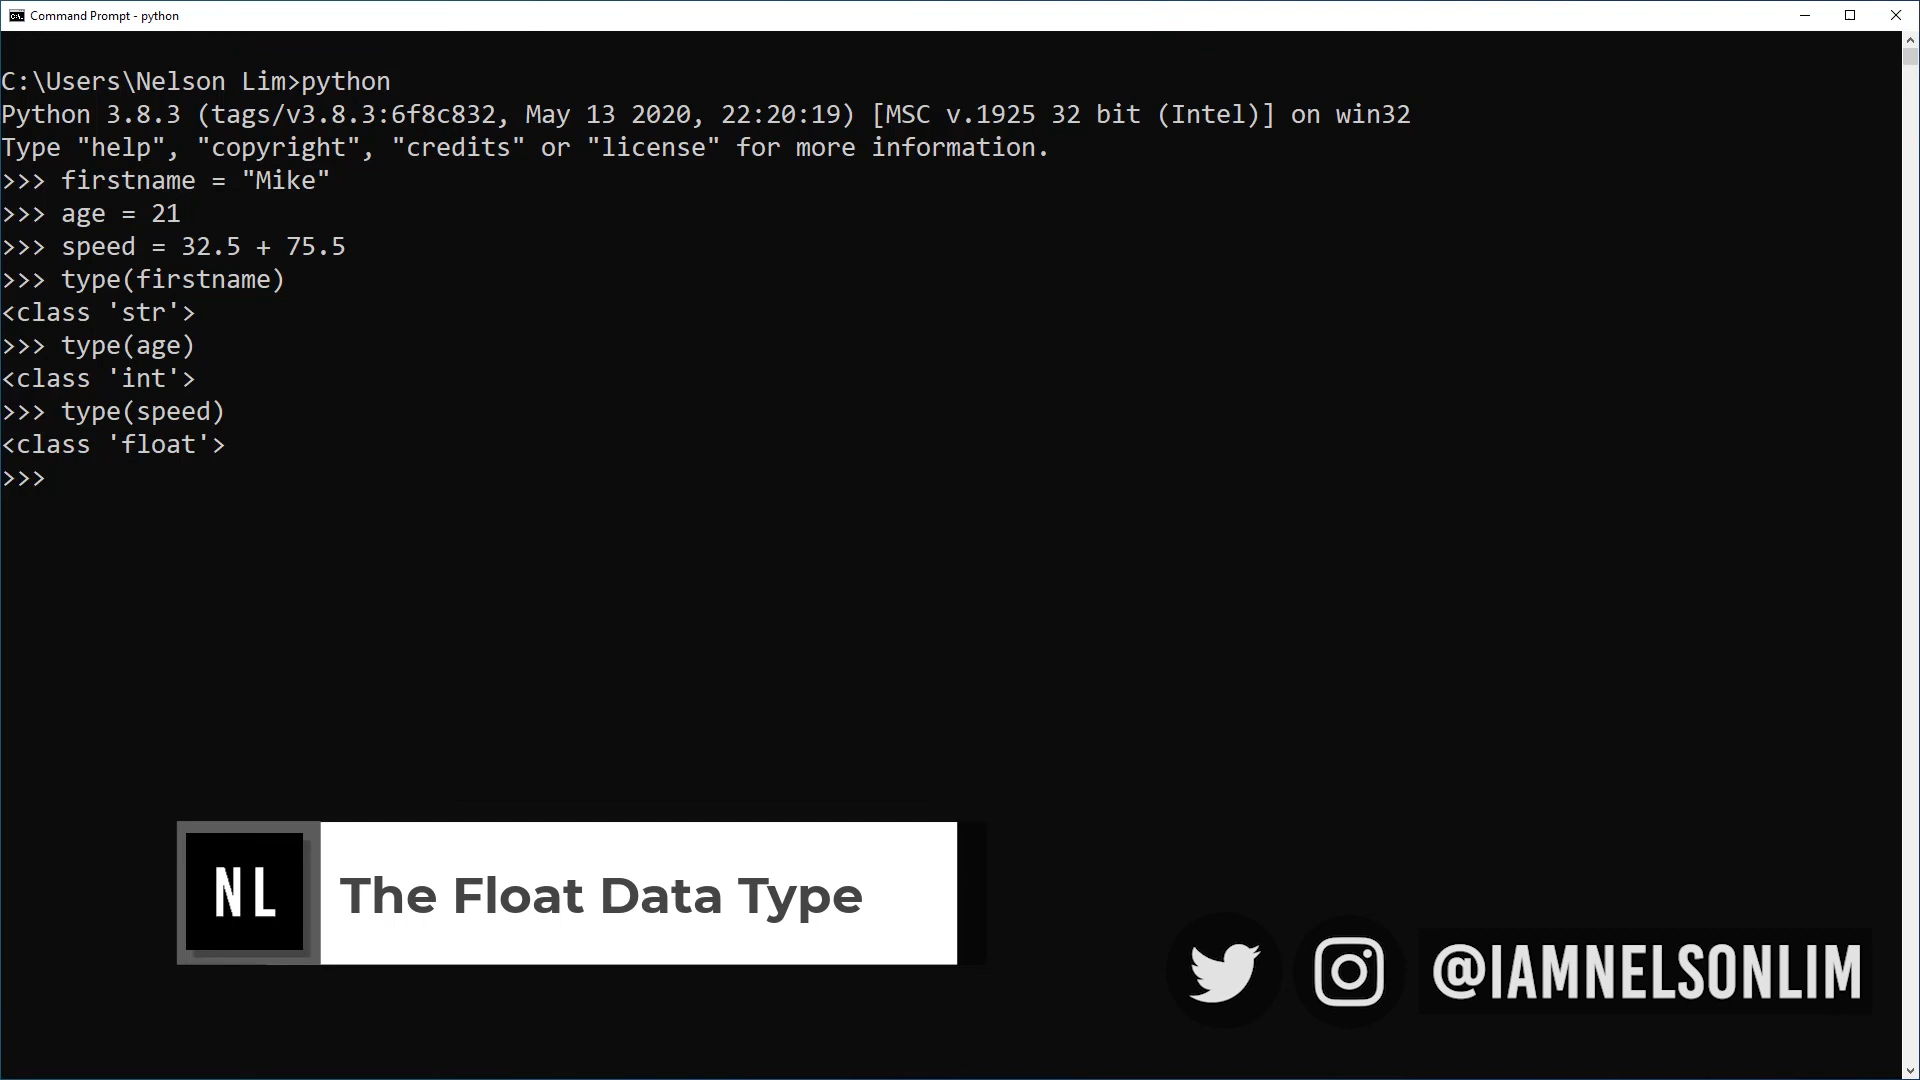 Command Prompt - python
C:\Users\Nelson Lim>python
Python 3.8.3 (tags/v3.8.3:6f8c832, May 13 2020, 22:20:19) [MSC v.1925 32 bit (Intel)] on win32
Type "help", "copyright", "credits" or "license" for more information.
>>> firstname = "Mike"
>>> age = 21
>>> speed = 32.5 + 75.5
>>> type(firstname)
<class 'str'>
>>> type(age)
<class 'int'>
>>> type(speed)
<class 'float'>
>>>
NL
The Float Data Type
@IAMNELSONLIM